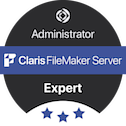 Administrator
Claris FileMaker Server
Expert